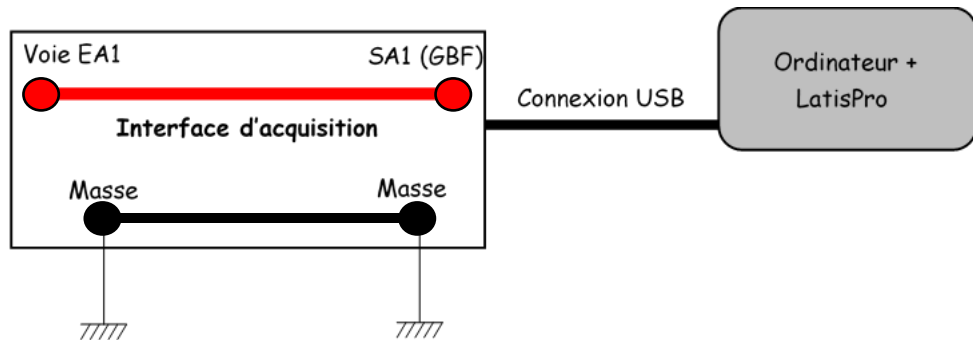 Voie EA1
SA1 (GBF)
Interface d'acquisition
Masse
Masse
Connexion USB
Ordinateur +
LatisPro